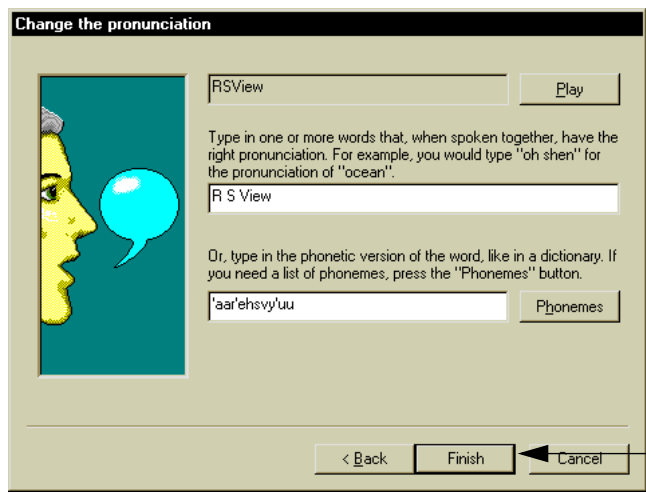 Change the pronunciation
RSView
Play
Type in one or more words that, when spoken together, have the
right pronunciation. For example, you would type "oh shen" for
the pronunciation of "ocean".
R S View
Or, type in the phonetic version of the word, like in a dictionary. If
you need a list of phonemes, press the "Phonemes" button.
'aar'ehsvy'uu
Phonemes
< Back
Finish
Cancel